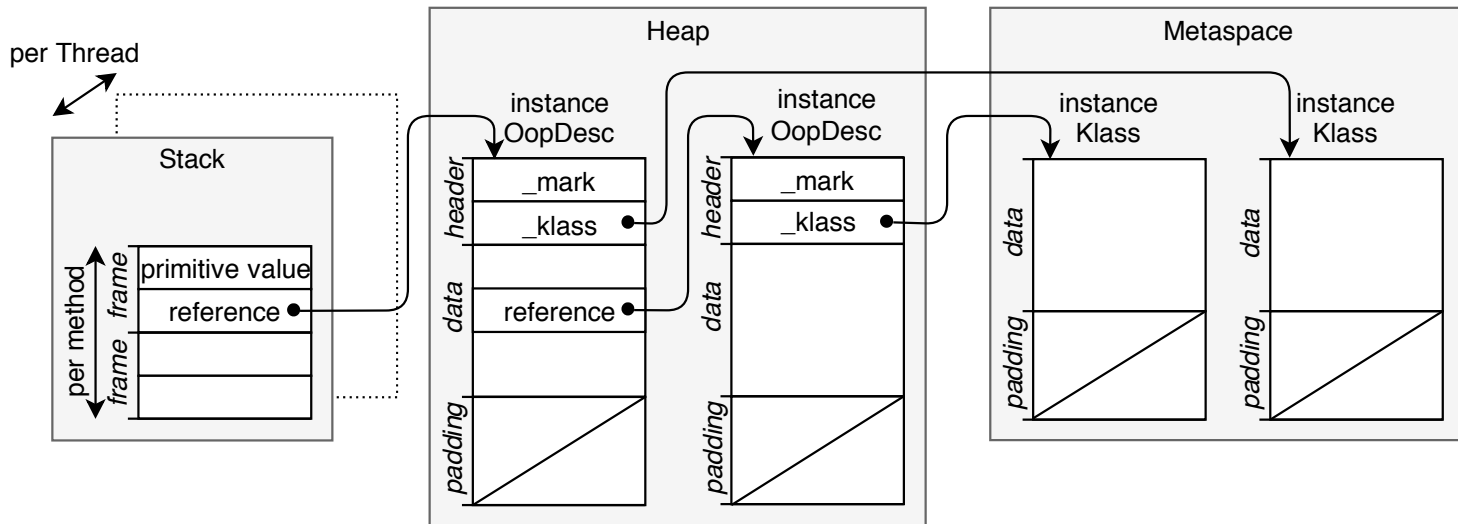 per Thread
Stack
per method
frame
frame
primitive value
reference
Heap
instance
OopDesc
header
data
padding
_mark
_klass
reference
instance
OopDesc
header
data
padding
_mark
_klass
Metaspace
instance
Klass
data
padding
instance
Klass
data
padding